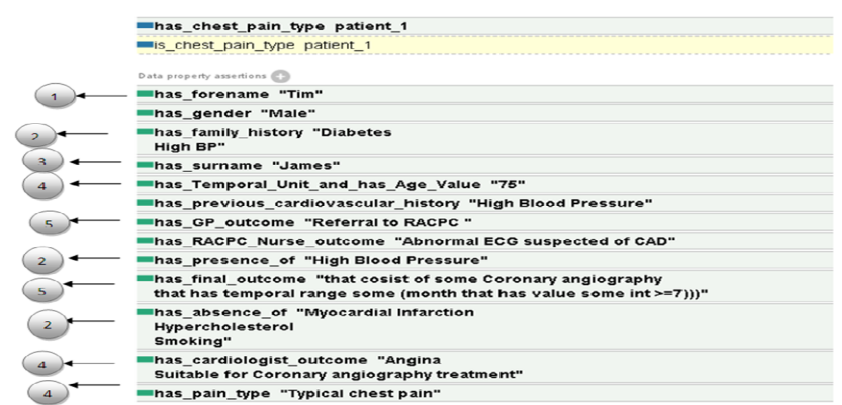 has_chest_pain_type patient_1
is_chest_pain_type patient_1
Data property assertions
1 has_forename "Tim"
has_gender "Male"
2 has_family_history "Diabetes
High BP"
3 has_surname "James"
4 has_Temporal_Unit_and_has_Age_Value "75"
has_previous_cardiovascular_history "High Blood Pressure"
5 has_GP_outcome "Referral to RACPC "
has_RACPC_Nurse_outcome "Abnormal ECG suspected of CAD"
2 has_presence_of "High Blood Pressure"
has_final_outcome "that cosist of some Coronary angiography
5 that has temporal range some (month that has value some int >=7)))"
has_absence_of "Myocardial Infarction
2 Hypercholesterol
Smoking"
4 has_cardiologist_outcome "Angina
Suitable for Coronary angiography treatment"
4 has_pain_type "Typical chest pain"